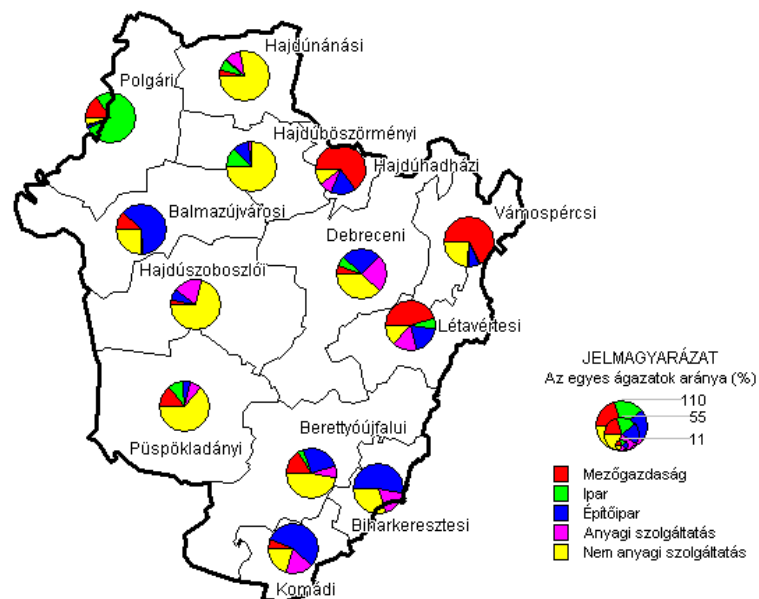 Hajdúnánási
Polgári
Hajdúböszörményi
Hajdúhadházi
Balmazújvárosi
Vámospércsi
Debreceni
Hajdúszoboszlói
Létavértesi
Püspökladányi
Berettyóújfalui
Biharkeresztesi
Komádi
JELMAGYARÁZAT
Az egyes ágazatok aránya (%)
110
55
11
Mezőgazdaság
Ipar
Építőipar
Anyagi szolgáltatás
Nem anyagi szolgáltatás